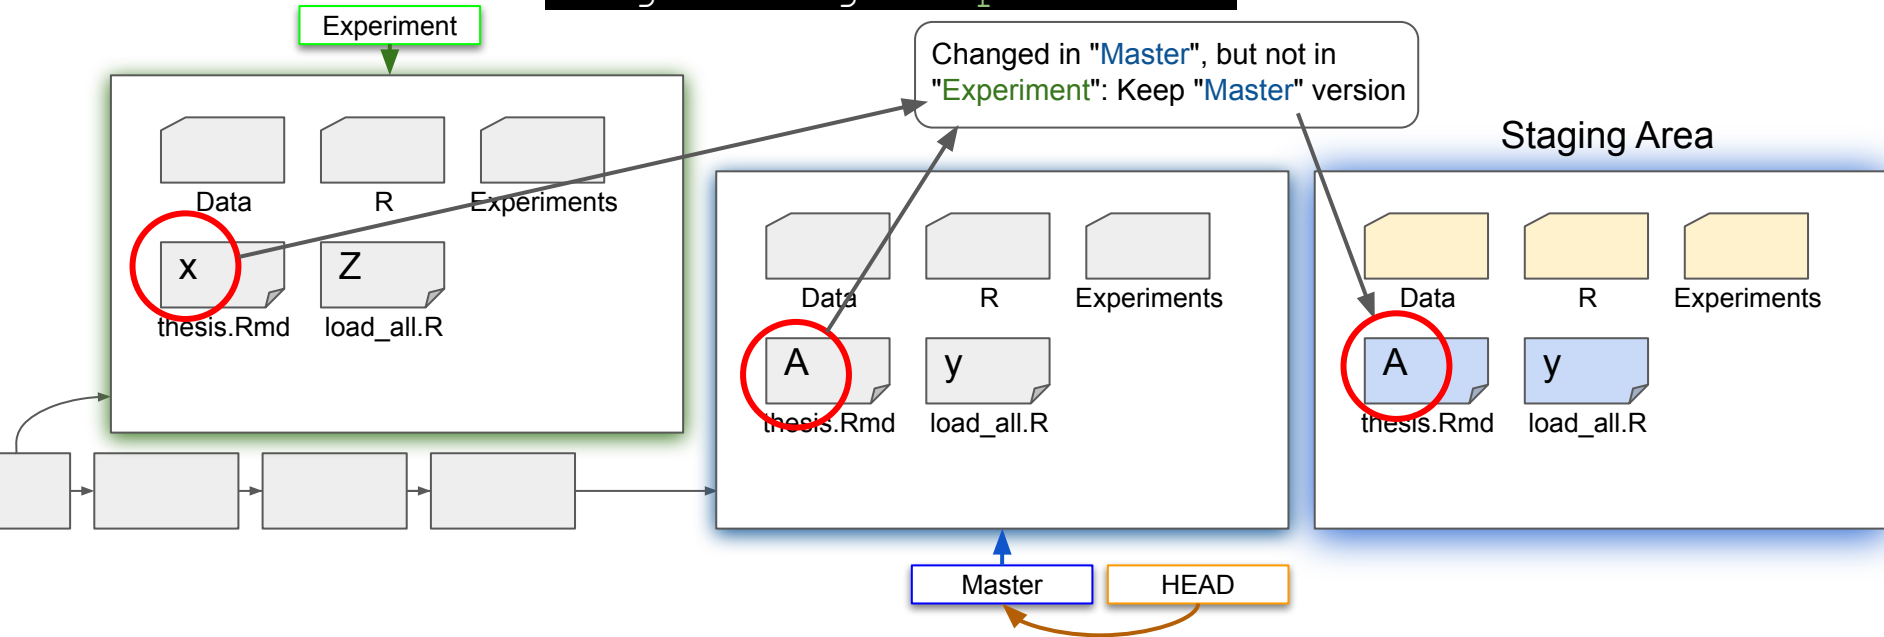 Experiment
Changed in "Master", but not in
"Experiment": Keep "Master" version
Staging Area
Data
R
Experiments
x
Z
thesis.Rmd
load_all.R
Data
R
Experiments
A
y
thesis.Rmd
load_all.R
Data
R
Experiments
A
y
thesis.Rmd
load_all.R
Master
HEAD